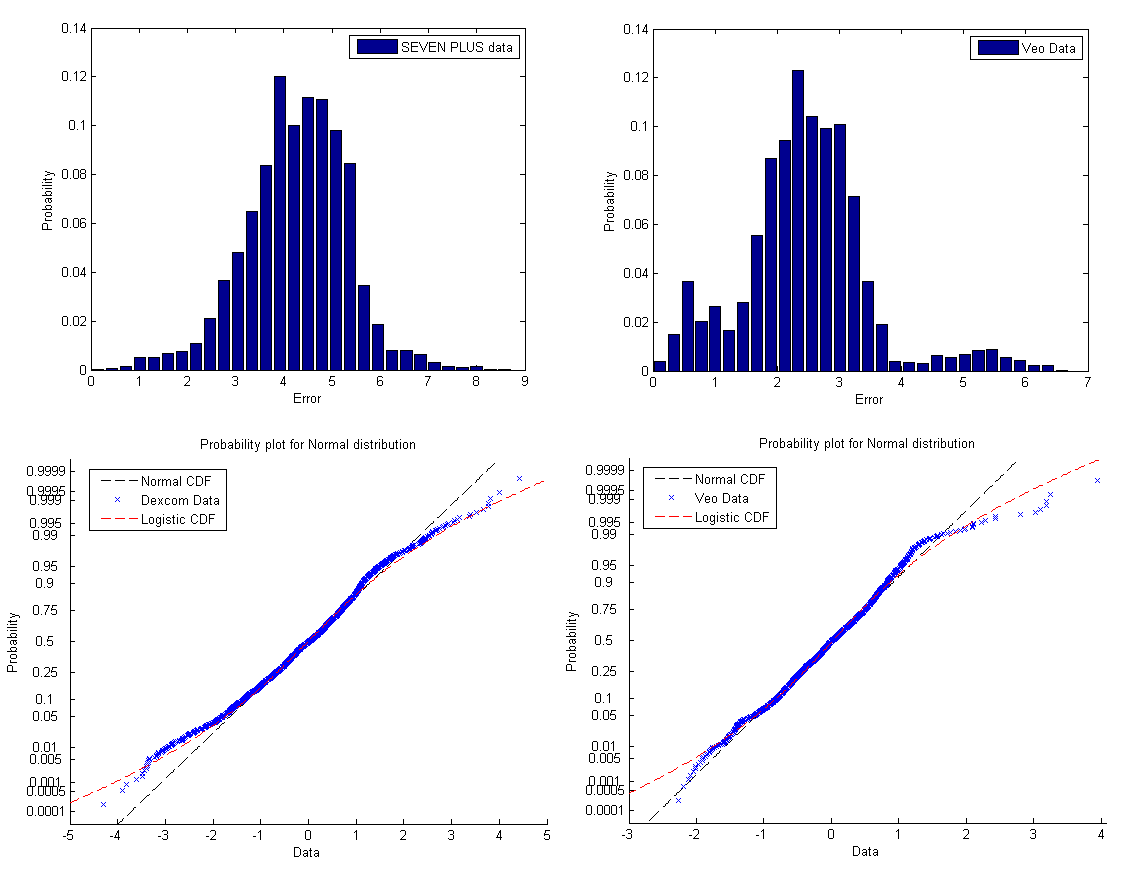 SEVEN PLUS data
0.14
0.12
0.1
0.08
0.06
0.04
0.02
0
Probability
0 1 2 3 4 5 6 7 8 9
Error
Veo Data
0.14
0.12
0.1
0.08
0.06
0.04
0.02
0
Probability
0 1 2 3 4 5 6 7
Error
Probability plot for Normal distribution
Normal CDF
Dexcom Data
Logistic CDF
0.9999
0.9995
0.999
0.995
0.99
0.95
0.9
0.75
0.5
0.25
0.1
0.05
0.01
0.005
0.001
0.0005
0.0001
Probability
-5 -4 -3 -2 -1 0 1 2 3 4 5
Data
Probability plot for Normal distribution
Normal CDF
Veo Data
Logistic CDF
0.9999
0.9995
0.999
0.995
0.99
0.95
0.9
0.75
0.5
0.25
0.1
0.05
0.01
0.005
0.001
0.0005
0.0001
Probability
-3 -2 -1 0 1 2 3 4
Data